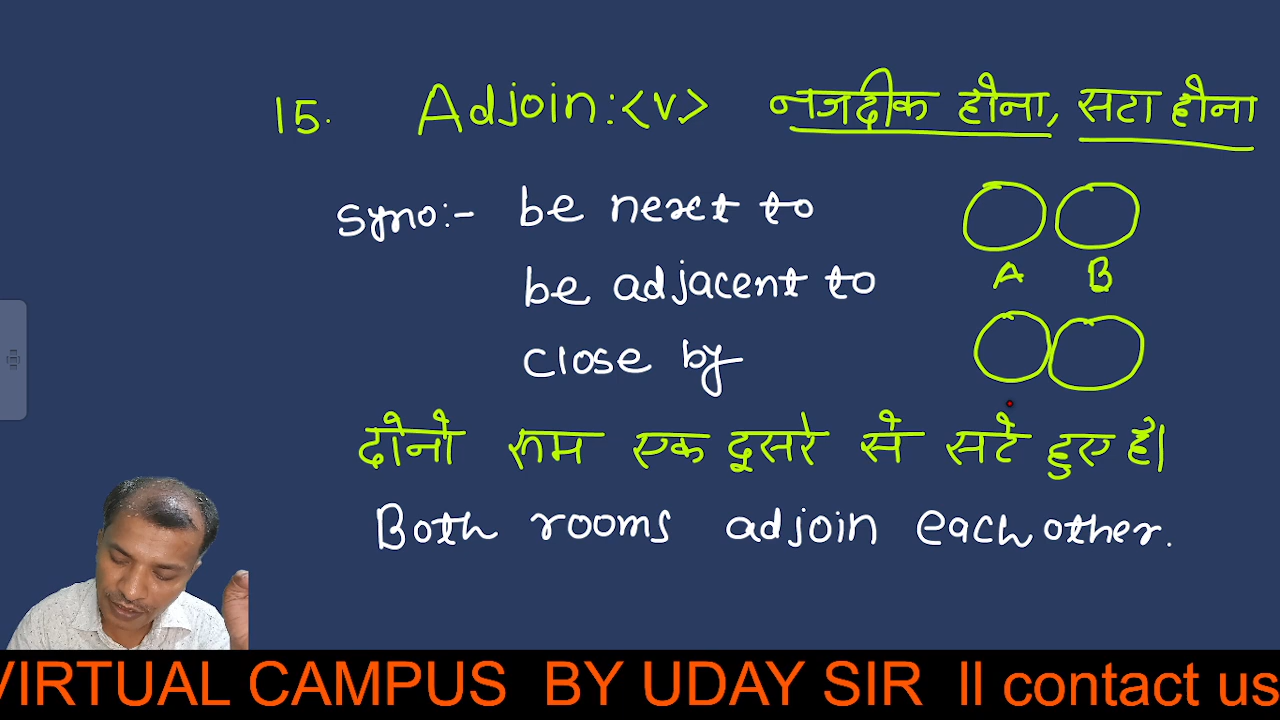 15. Adjoin:<v> नजदीक होना, सटा होना
Syno:- be next to
be adjacent to
A B
close by
दोनो रूम एक दूसरे से सटे हुए है।
Both rooms adjoin each other.
VIRTUAL CAMPUS BY UDAY SIR ll contact us